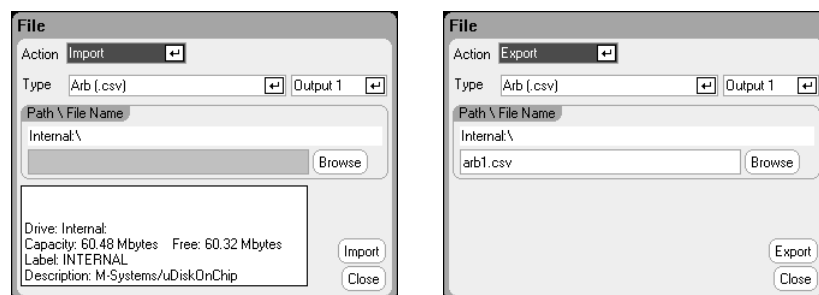 File
Action Import
Type Arb (.csv) Output 1
Path \ File Name
Internal:\
Browse
Drive: Internal:
Capacity: 60.48 Mbytes Free: 60.32 Mbytes
Label: INTERNAL
Description: M-Systems/uDiskOnChip
Import
Close
File
Action Export
Type Arb (.csv) Output 1
Path \ File Name
Internal:\
arb1.csv Browse
Export
Close